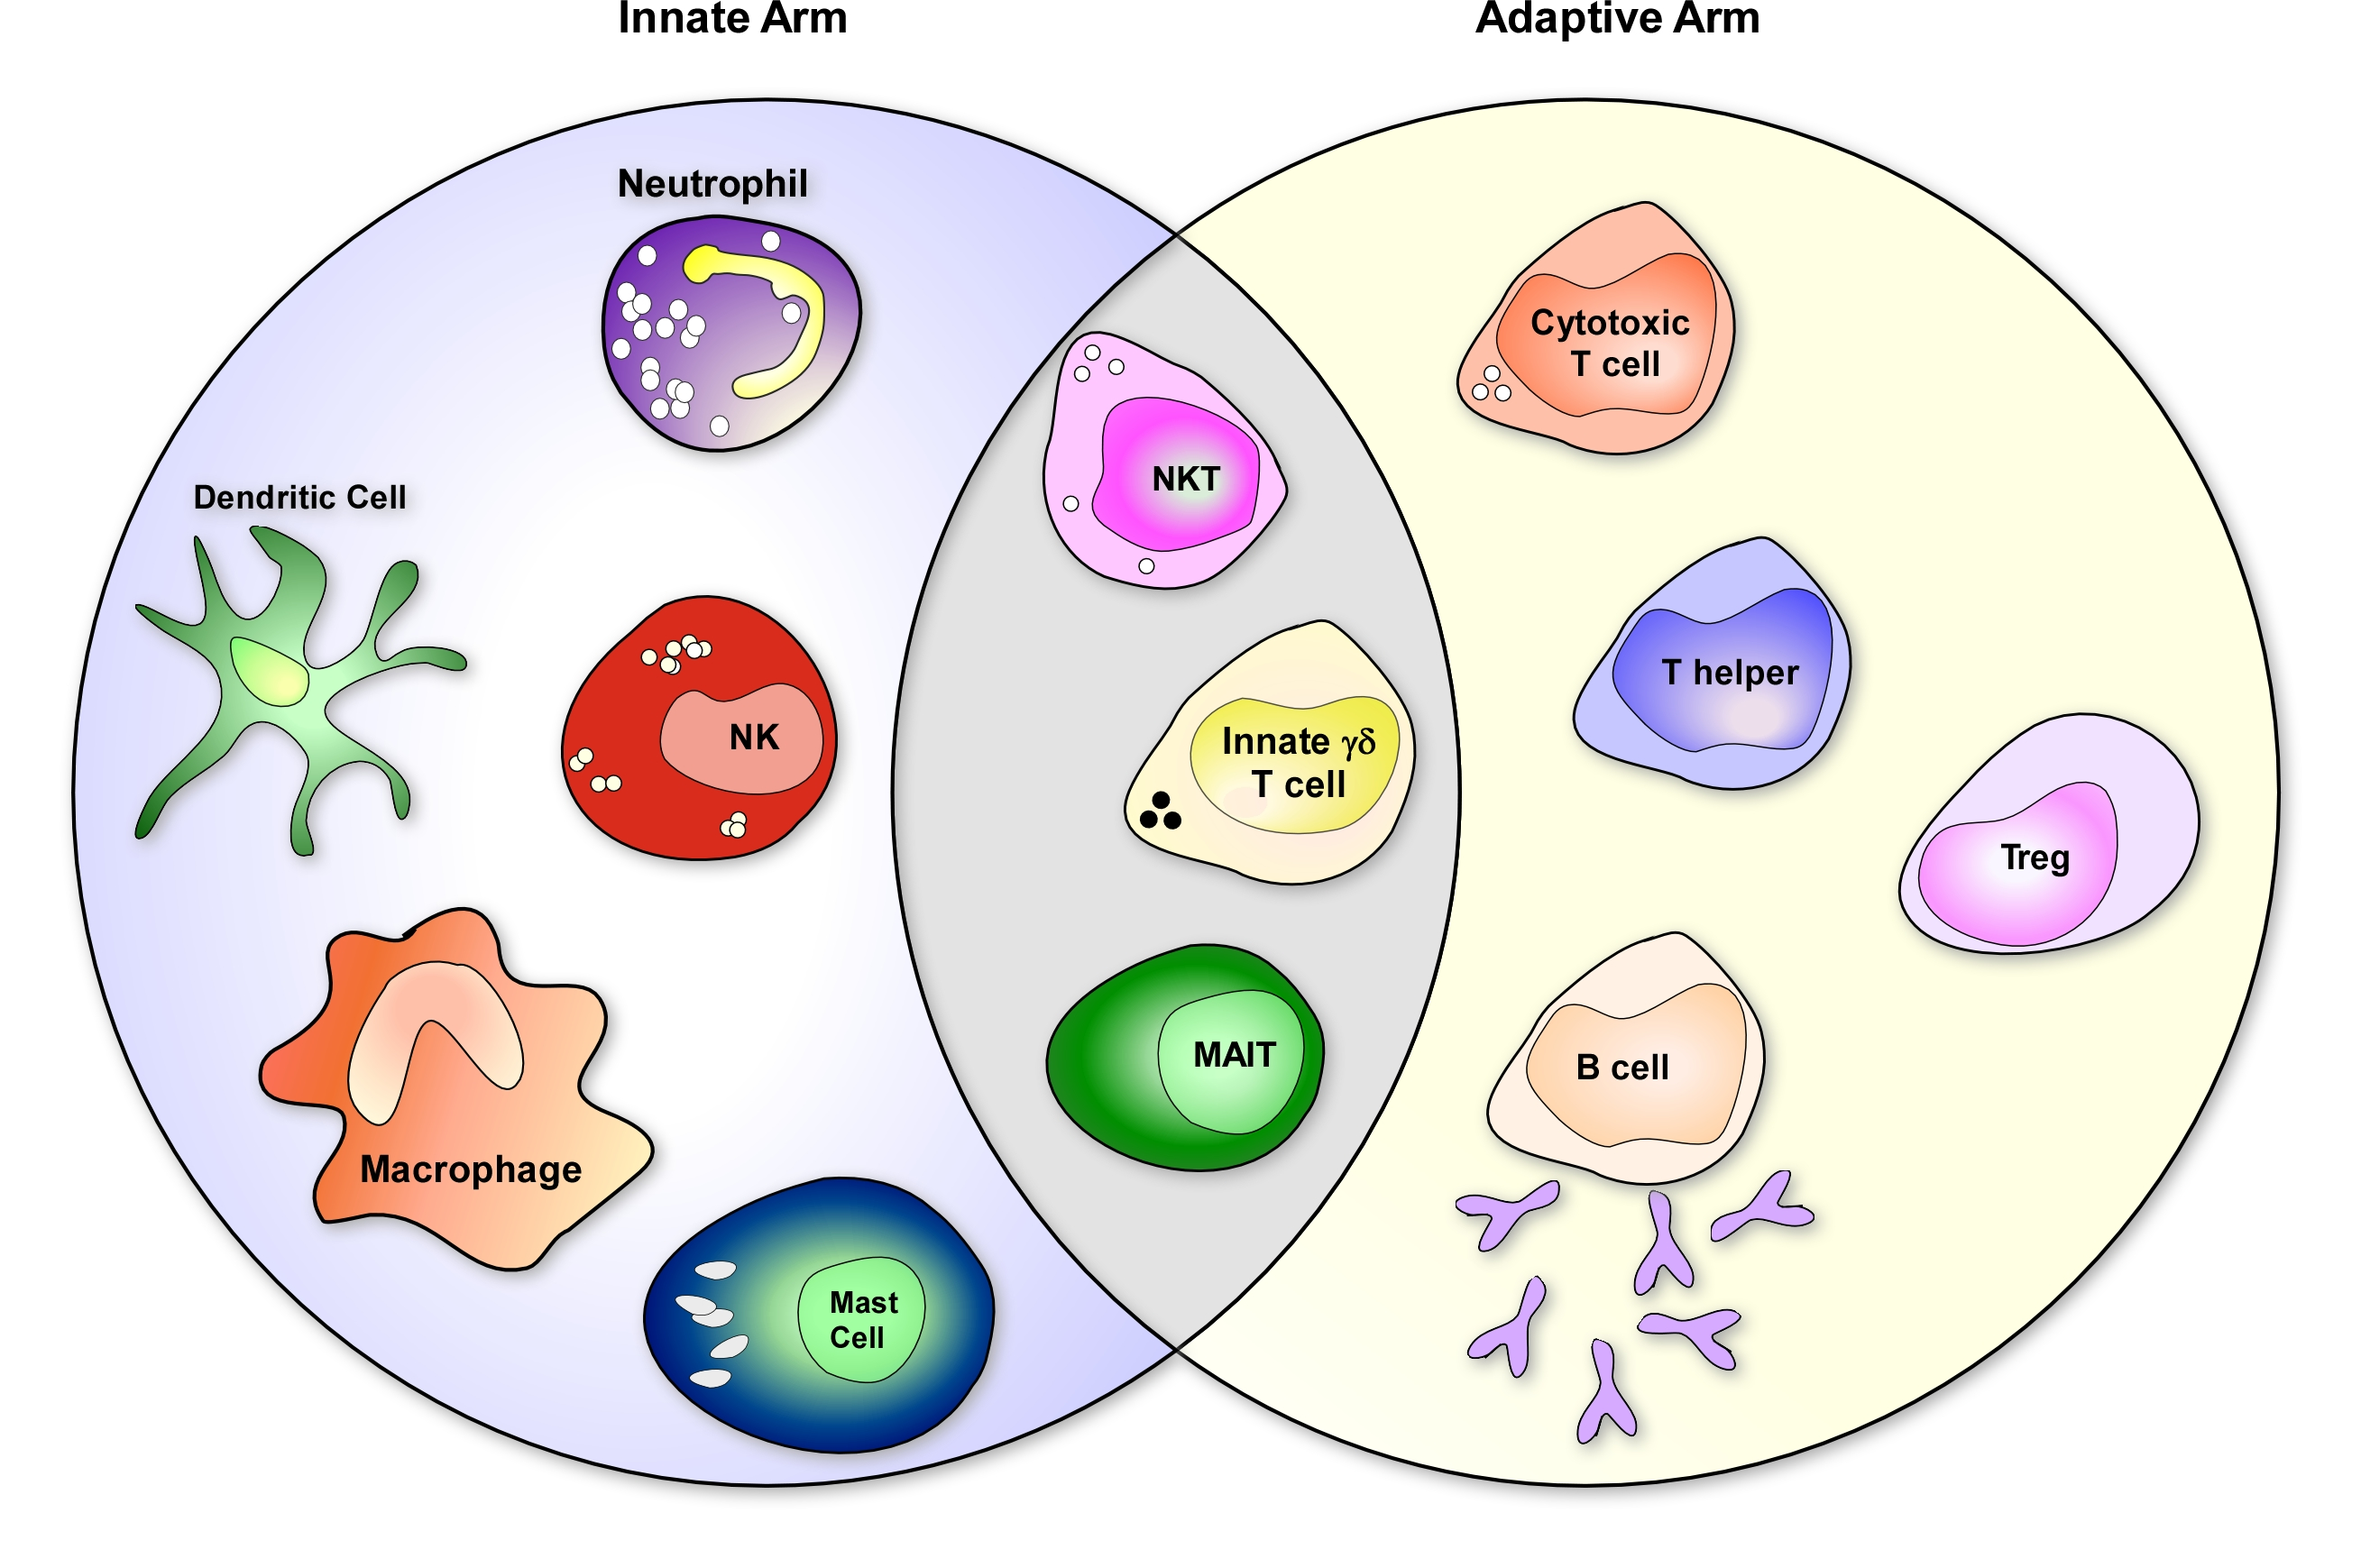 Innate Arm
Adaptive Arm
Neutrophil
Dendritic Cell
NK
Macrophage
Mast
Cell
NKT
Innate γδ
T cell
MAIT
Cytotoxic
T cell
T helper
Treg
B cell